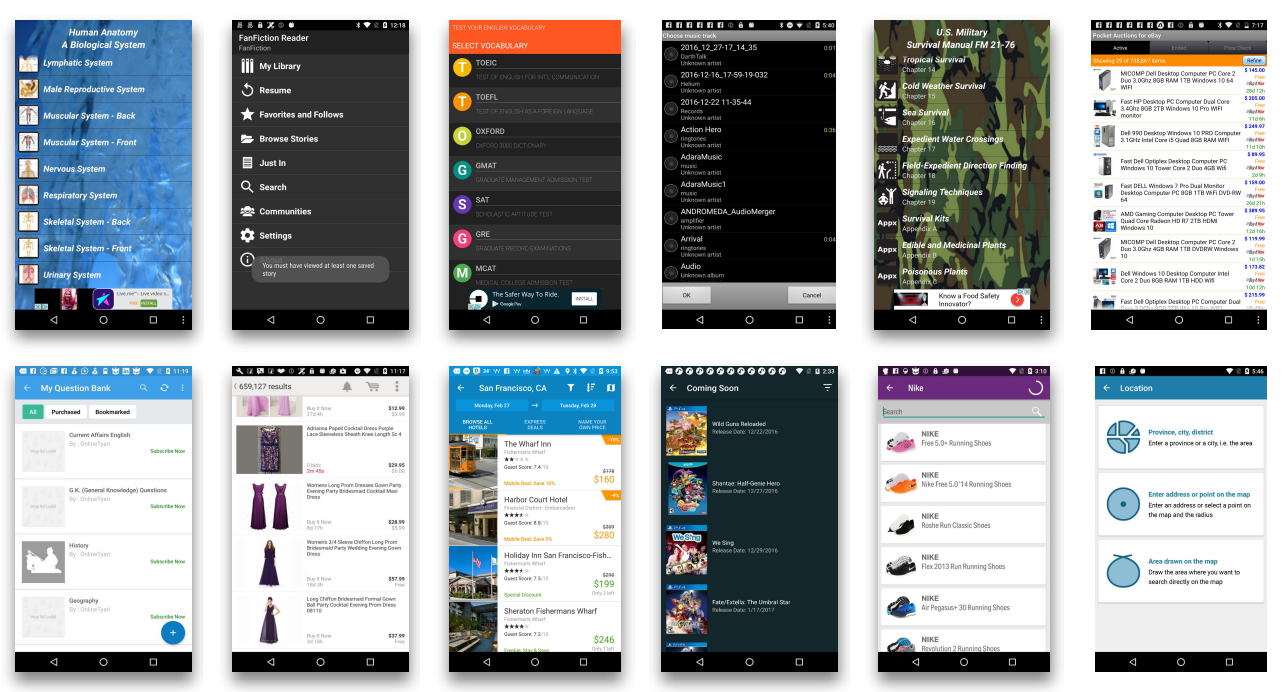 Human Anatomy
A Biological System
Lymphatic System
Male Reproductive System
Muscular System - Back
Muscular System - Front
Nervous System
Respiratory System
Skeletal System - Back
Skeletal System - Front
Urinary System
12:18
FanFiction Reader
FanFiction
My Library
Resume
Favorites and Follows
Browse Stories
Just In
Search
Communities
Settings
You must have viewed at least one saved
story
TEST YOUR ENGLISH VOCABULARY
SELECT VOCABULARY
T
TOEIC
TEST OF ENGLISH FOR INT'L COMMUNICATION
T
TOEFL
TEST OF ENGLISH AS A FOREIGN LANGUAGE
O
OXFORD
OXFORD 3000 DICTIONARY
G
GMAT
GRADUATE MANAGEMENT ADMISSION TEST
S
SAT
SCHOLASTIC APTITUDE TEST
G
GRE
GRADUATE RECORD EXAMINATIONS
M
MCAT
MEDICAL COLLEGE ADMISSION TEST
The Safer Way To Ride.
Google Play
INSTALL
5:40
Choose music track
2016_12_27-17_14_35
0:01
DarthTalk
Unknown artist
2016-12-16_17-59-19-032
0:04
Helium
Unknown artist
2016-12-22 11-35-44
Records
Unknown artist
Action Hero
0:36
ringtones
Unknown artist
AdaraMusic
music
Unknown artist
AdaraMusic1
music
Unknown artist
ANDROMEDA_AudioMerger
amplifier
Unknown artist
Arrival
0:04
ringtones
Unknown artist
Audio
Unknown album
OK
Cancel
U.S. Military
Survival Manual FM 21-76
Tropical Survival
Chapter 14
Cold Weather Survival
Chapter 15
Sea Survival
Chapter 16
Expedient Water Crossings
Chapter 17
Field-Expedient Direction Finding
Chapter 18
Signaling Techniques
Chapter 19
Appx
Survival Kits
Appendix A
Appx
Edible and Medicinal Plants
Appendix B
Appx
Poisonous Plants
Appendix C
Know a Food Safety
Innovator?
7:17
Pocket Auctions for eBay
Active
Ended
Price Check
Showing 29 of 738,867 items
Refine
MICOMP Dell Desktop Computer PC Core 2
Duo 3.0Ghz 8GB RAM 1TB Windows 10 64
WIFI
$ 145.00
Free
26d 12h
Fast HP Desktop PC Computer Dual Core
3.4Ghz 8GB RAM 2TB Windows 10 Pro WIFI
monitor
$ 205.00
Free
11d 6h
Dell 990 Desktop Windows 10 PRO Computer
3.1GHz Intel Core i5 Quad 8GB RAM WIFI
$ 249.97
Free
11d 10h
Fast Dell Optiplex Desktop Computer PC
Windows 10 Tower Core 2 Duo 4GB Wifi
$ 89.95
Free
2d 9h
Fast DELL Windows 7 Pro Dual Monitor
Desktop Computer PC 8GB 1TB WiFi DVD-RW
64
$ 159.00
Free
26d 21h
AMD Gaming Computer Desktop PC Tower
Quad Core Radeon HD R7 2TB HDMI
Windows 10
$ 389.95
Free
12d 16h
MICOMP Dell Desktop Computer PC Core 2
Duo 3.0Ghz 4GB RAM 1TB DVDRW Windows
10
$ 119.99
Free
1d 15h
Dell Windows 10 Desktop Computer Intel
Core 2 Duo 8GB RAM 1TB HDD Wifi
$ 173.82
Free
10d 12h
Fast Dell Optiplex Desktop Computer Dual
$ 215.99
11:19
My Question Bank
All
Purchased
Bookmarked
Current Affairs English
By : OnlineTyari
Subscribe Now
G.K. (General Knowledge) Questions
By : OnlineTyari
Subscribe Now
History
By : OnlineTyari
Subscribe Now
Geography
By : OnlineTyari
Subscribe Now
11:17
659,127 results
Buy It Now
$12.99
27d 4h
$3.99
Adrianna Papell Cocktail Dress Purple
Lace Sleeveless Sheath Knee Length Sz 4
0 bids
$29.95
2m 45s
$6.00
Womens Long Prom Dresses Gown Party
Evening Party Bridesmaid Cocktail Maxi
Dress
Buy It Now
$28.99
8d 17h
$5.99
Women's 3/4 Sleeve Chiffon Long Prom
Bridesmaid Party Wedding Evening Gown
Dress
Buy It Now
$57.99
18d 3h
Free
Long Chiffon Bridesmaid Formal Gown
Ball Party Cocktail Evening Prom Dress
08110
Buy It Now
$37.99
3d 18h
Free
9:53
San Francisco, CA
Monday, Feb 27
Tuesday, Feb 28
BROWSE ALL
HOTELS
EXPRESS
DEALS
NAME YOUR
OWN PRICE
The Wharf Inn
-10%
Fishermans Wharf
Guest Score: 7.4/10
$178
Mobile Deal: Save 10%
$160
Harbor Court Hotel
Financial District - Embarcadero
Guest Score: 8.8/10
$309
Mobile Deal: Save 9%
$280
Holiday Inn San Francisco-Fish...
Fishermans Wharf
Guest Score: 7.5/10
$290
$199
Special Discount
Only 3 left
Sheraton Fishermans Wharf
Fishermans Wharf
Guest Score: 7.2/10
$246
Freebie: Stay & Save
Only 1 left
2:33
Coming Soon
Wild Guns Reloaded
Release Date: 12/22/2016
Shantae: Half-Genie Hero
Release Date: 12/27/2016
We Sing
Release Date: 12/29/2016
Fate/Extella: The Umbral Star
Release Date: 1/17/2017
3:10
Nike
Search
NIKE
Free 5.0+ Running Shoes
NIKE
Nike Free 5.0 '14 Running Shoes
NIKE
Roshe Run Classic Shoes
NIKE
Flex 2013 Run Running Shoes
NIKE
Air Pegasus+ 30 Running Shoes
NIKE
Revolution 2 Running Shoes
5:46
Location
Province, city, district
Enter a province or a city, i.e. the area
Enter address or point on the map
Enter an address or select a point on
the map and the radius
Area drawn on the map
Draw the area where you want to
search directly on the map